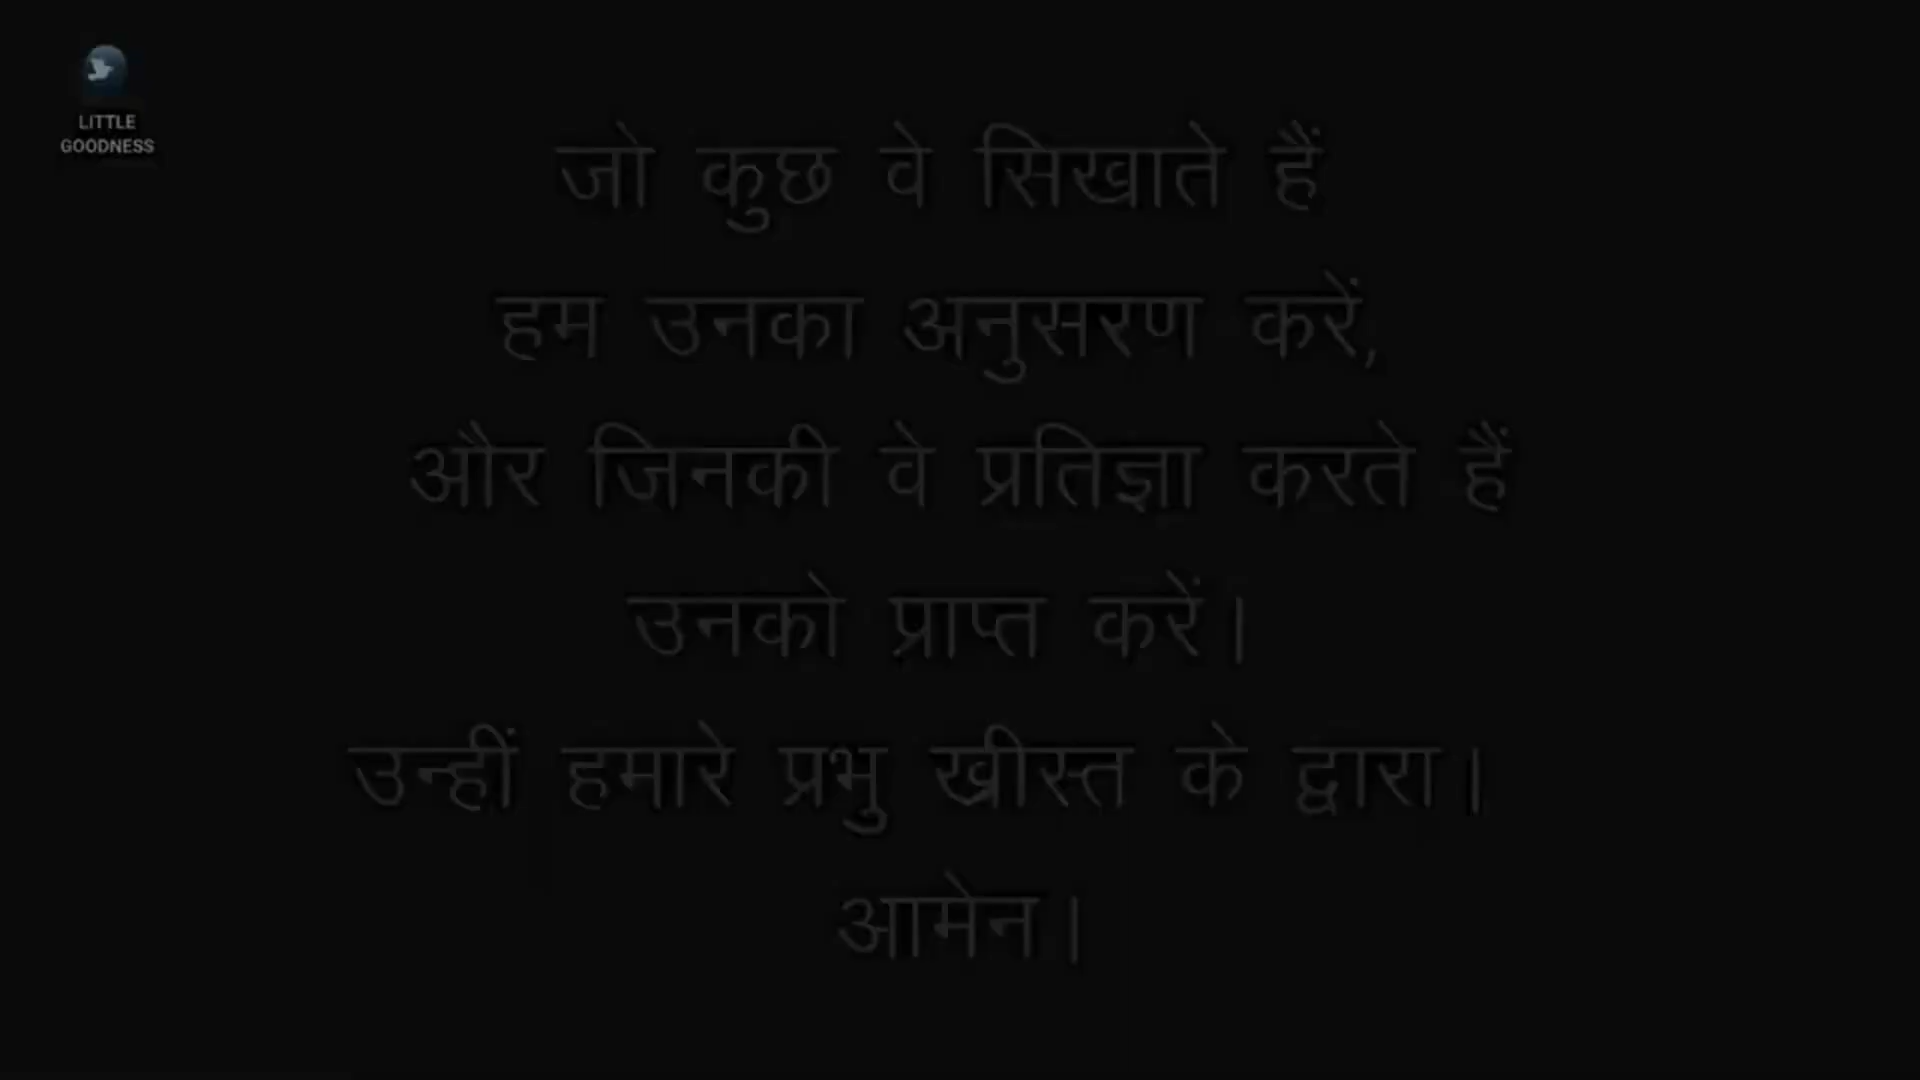 LITTLE
GOODNESS
जो कुछ वे सिखाते हैं
हम उनका अनुसरण करें,
और जिनकी वे प्रतिज्ञा करते हैं
उनको प्राप्त करें।
उन्हीं हमारे प्रभु ख्रीस्त के द्वारा।
आमेन।